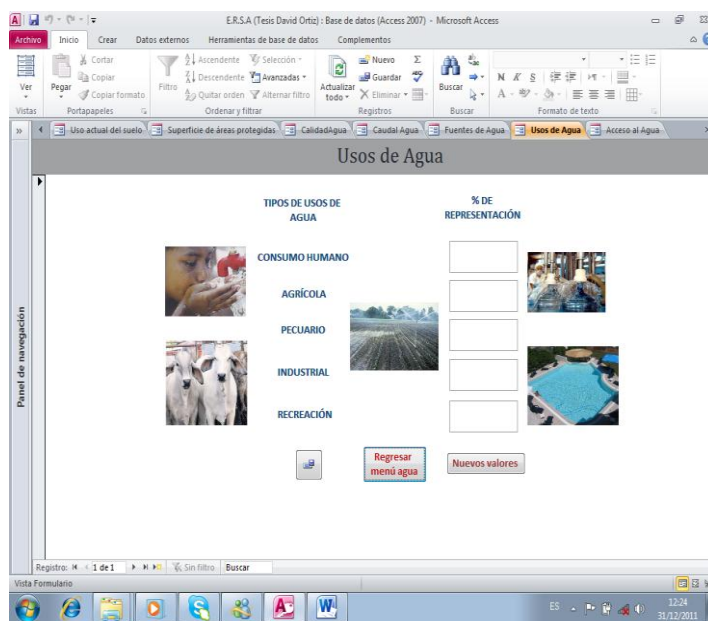 E.R.S.A (Tesis David Ortiz) : Base de datos (Access 2007) - Microsoft Access
Archivo Inicio Crear Datos externos Herramientas de base de datos Complementos
Ver
Vistas
Pegar
Cortar
Copiar
Copiar formato
Portapapeles
Filtro
Ascendente
Descendente
Quitar orden
Selección
Avanzadas
Alternar filtro
Ordenar y filtrar
Actualizar todo
Nuevo
Guardar
Eliminar
Registros
Buscar
Buscar
N K S
A
Formato de texto
Uso actual del suelo Superficie de áreas protegidas CalidadAgua Caudal Agua Fuentes de Agua Usos de Agua Acceso al Agua
Panel de navegación
Usos de Agua
TIPOS DE USOS DE
AGUA
% DE
REPRESENTACIÓN
CONSUMO HUMANO
AGRÍCOLA
PECUARIO
INDUSTRIAL
RECREACIÓN
Regresar
menú agua
Nuevos valores
Registro: 1 de 1 Sin filtro Buscar
Vista Formulario
ES
12:24
31/12/2011